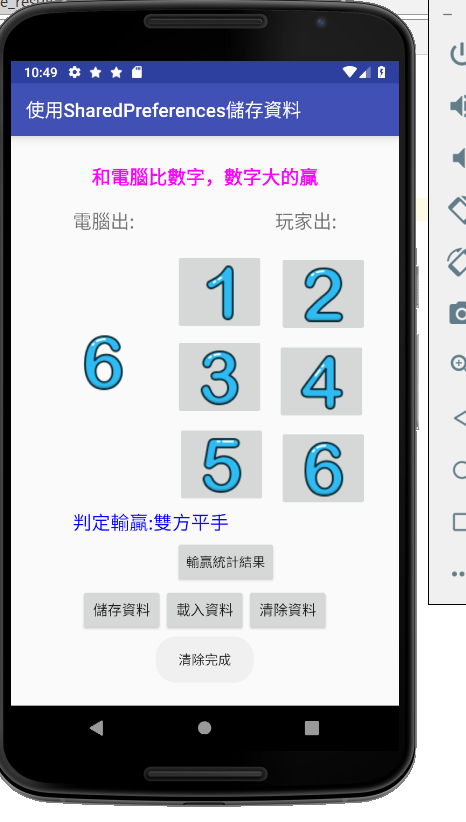 10:49
使用SharedPreferences儲存資料
和電腦比數字，數字大的贏
電腦出:
玩家出:
1 2
6
3 4
5 6
判定輸贏:雙方平手
輸贏統計結果
儲存資料 載入資料 清除資料
清除完成